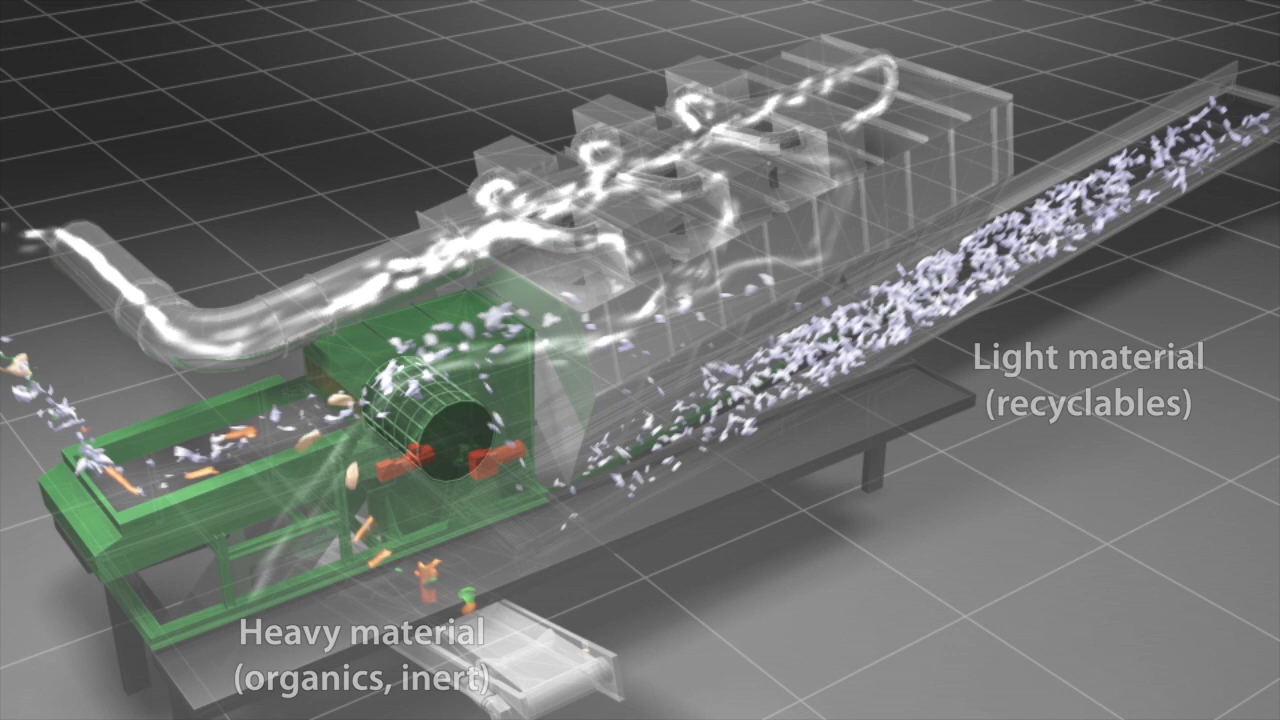 Light material
(recyclables)
Heavy material
(organics, inert)